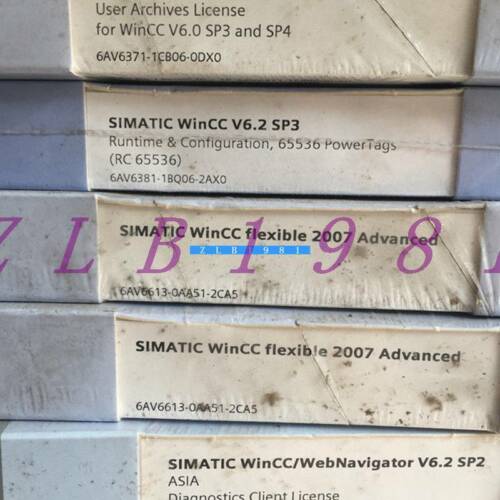 User Archives License
for WinCC V6.0 SP3 and SP4
6AV6371-1CB06-0DX0
SIMATIC WinCC V6.2 SP3
Runtime & Configuration, 65536 PowerTags
(RC 65536)
6AV6381-1BQ06-2AX0
SIMATIC WinCC flexible 2007 Advanced
ZLB1981
ZLB1981
6AV6613-0AA51-2CA5
SIMATIC WinCC flexible 2007 Advanced
6AV6613-0AA51-2CA5
SIMATIC WinCC/WebNavigator V6.2 SP2
ASIA
Diagnostics Client License